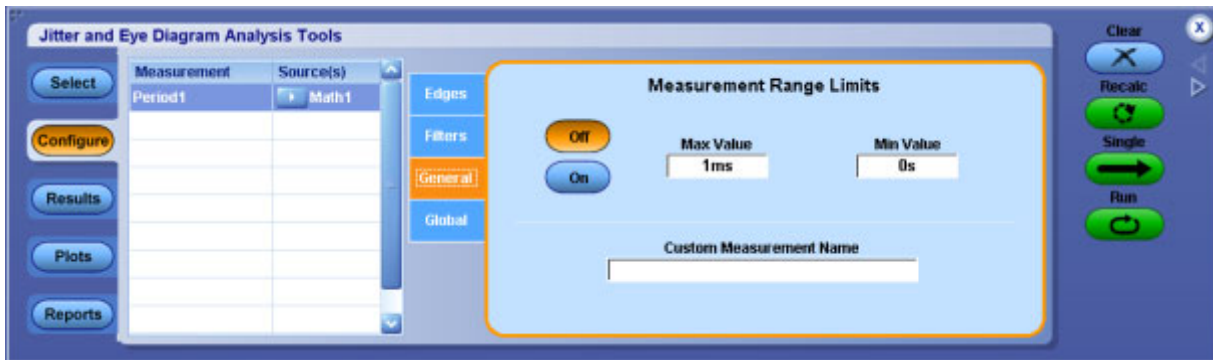 Jitter and Eye Diagram Analysis Tools
Select
Configure
Results
Plots
Reports
Measurement Source(s)
Period1 Math1
Edges
Filters
General
Global
Measurement Range Limits
Off
On
Max Value
1ms
Min Value
0s
Custom Measurement Name
Clear
Recalc
Single
Run
X